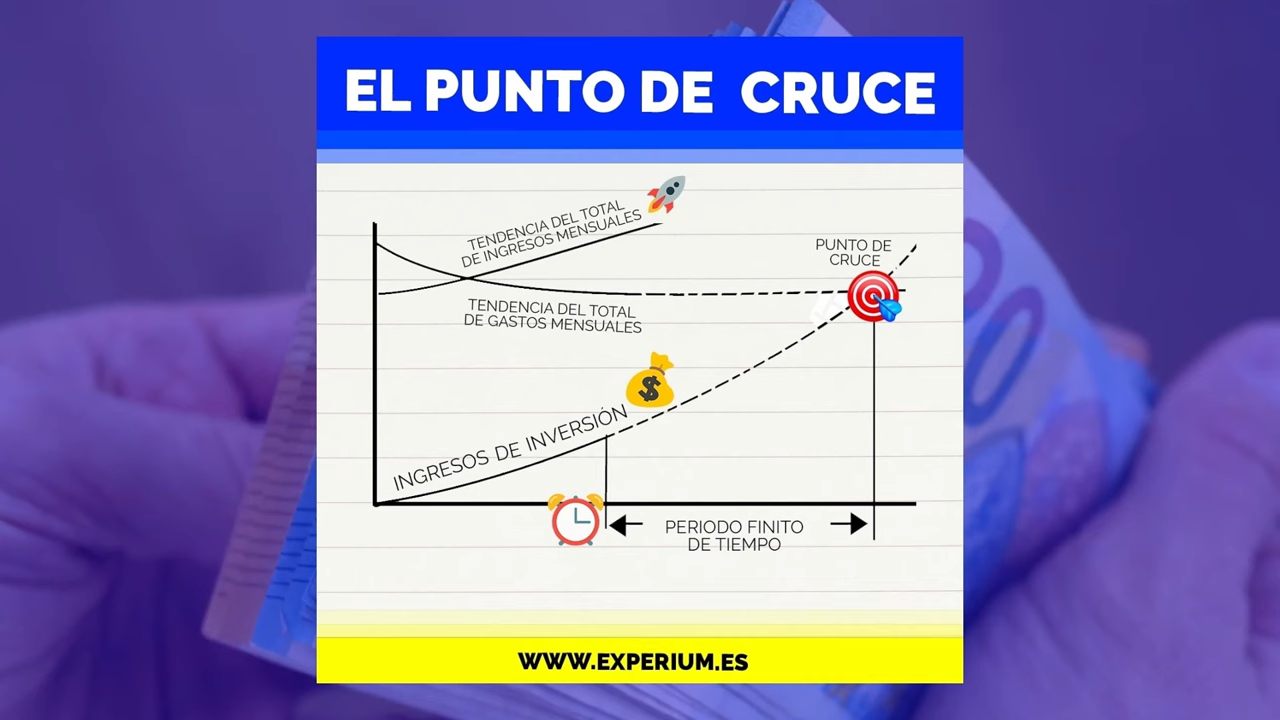 EL PUNTO DE CRUCE
TENDENCIA DEL TOTAL
DE INGRESOS MENSUALES
PUNTO DE
CRUCE
TENDENCIA DEL TOTAL
DE GASTOS MENSUALES
$
INGRESOS DE INVERSIÓN
PERIODO FINITO
DE TIEMPO
WWW.EXPERIUM.ES